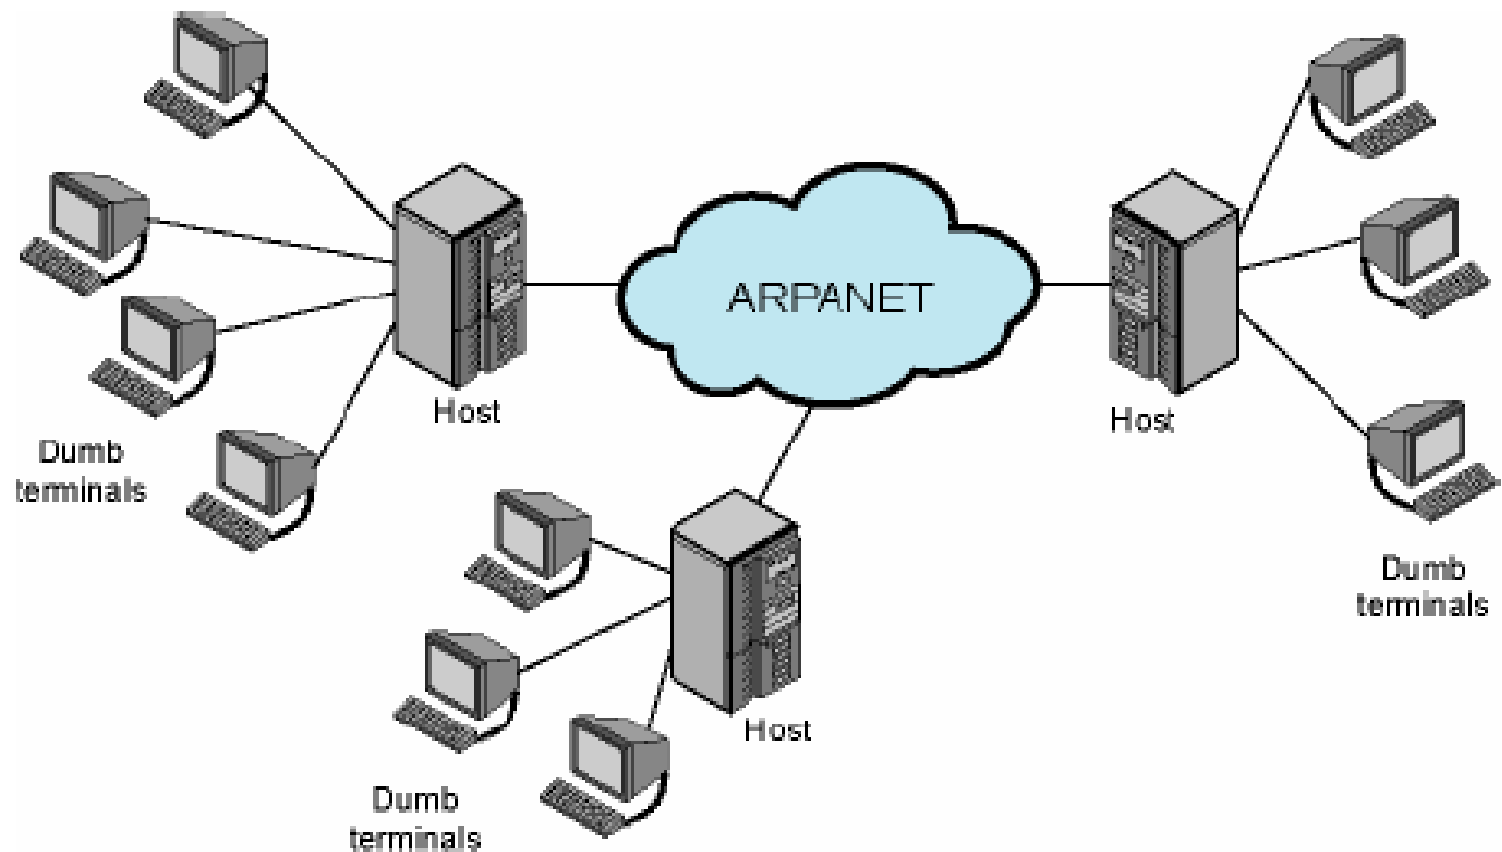 ARPANET
Host
Host
Dumb
terminals
Dumb
terminals
Host
Dumb
terminals